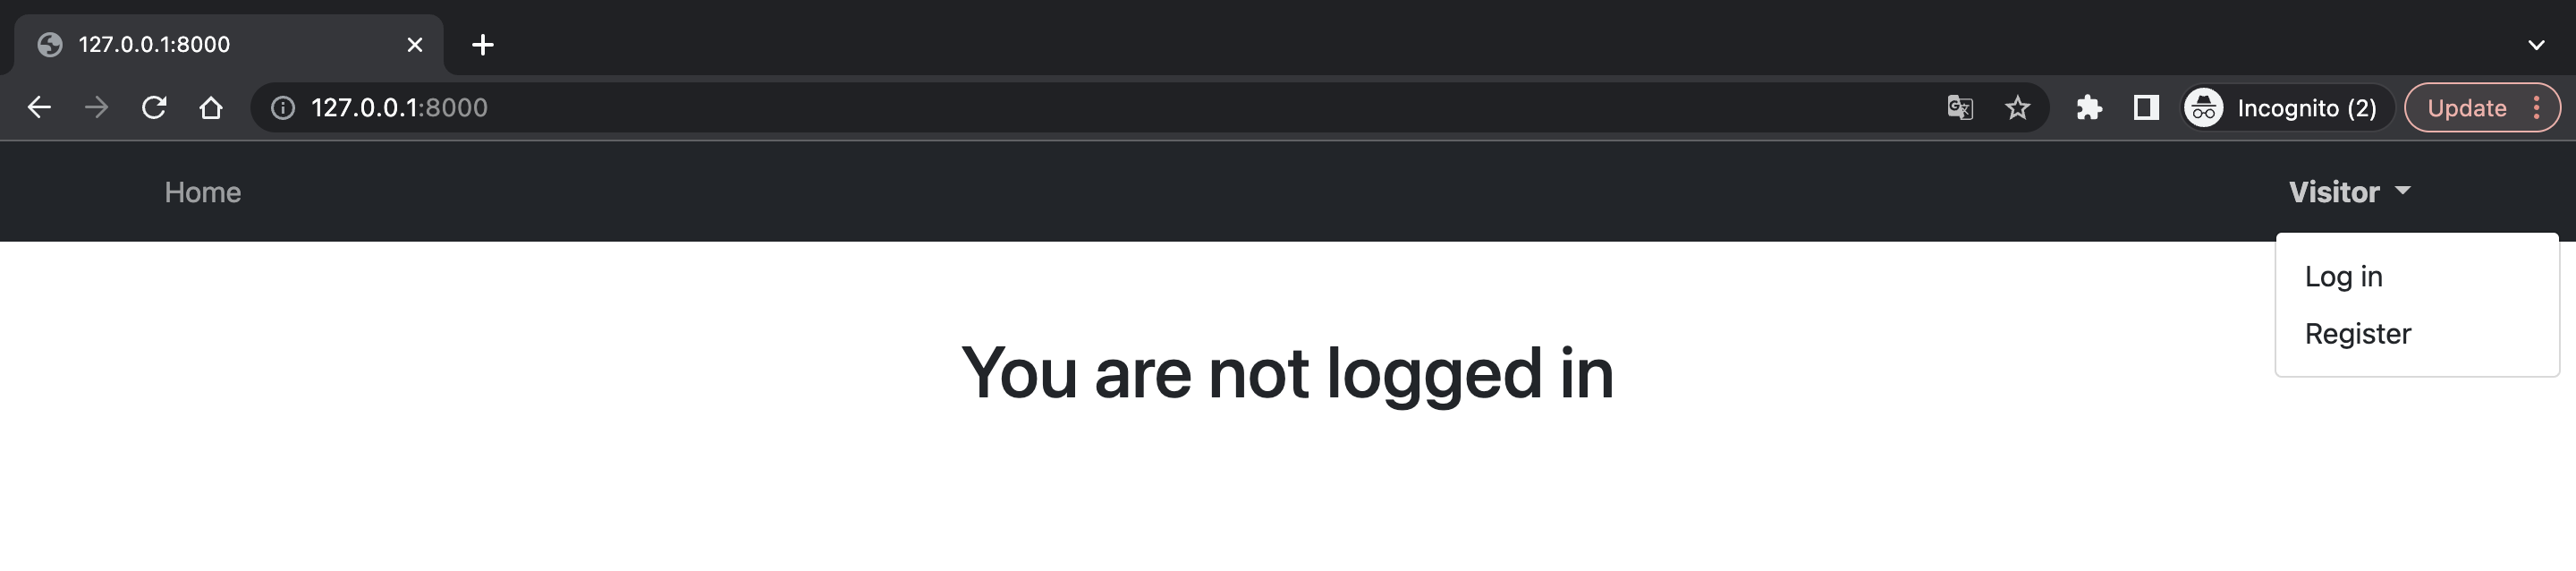 127.0.0.1:8000
127.0.0.1:8000
Incognito (2)
Update
Home
Visitor
Log in
Register
You are not logged in